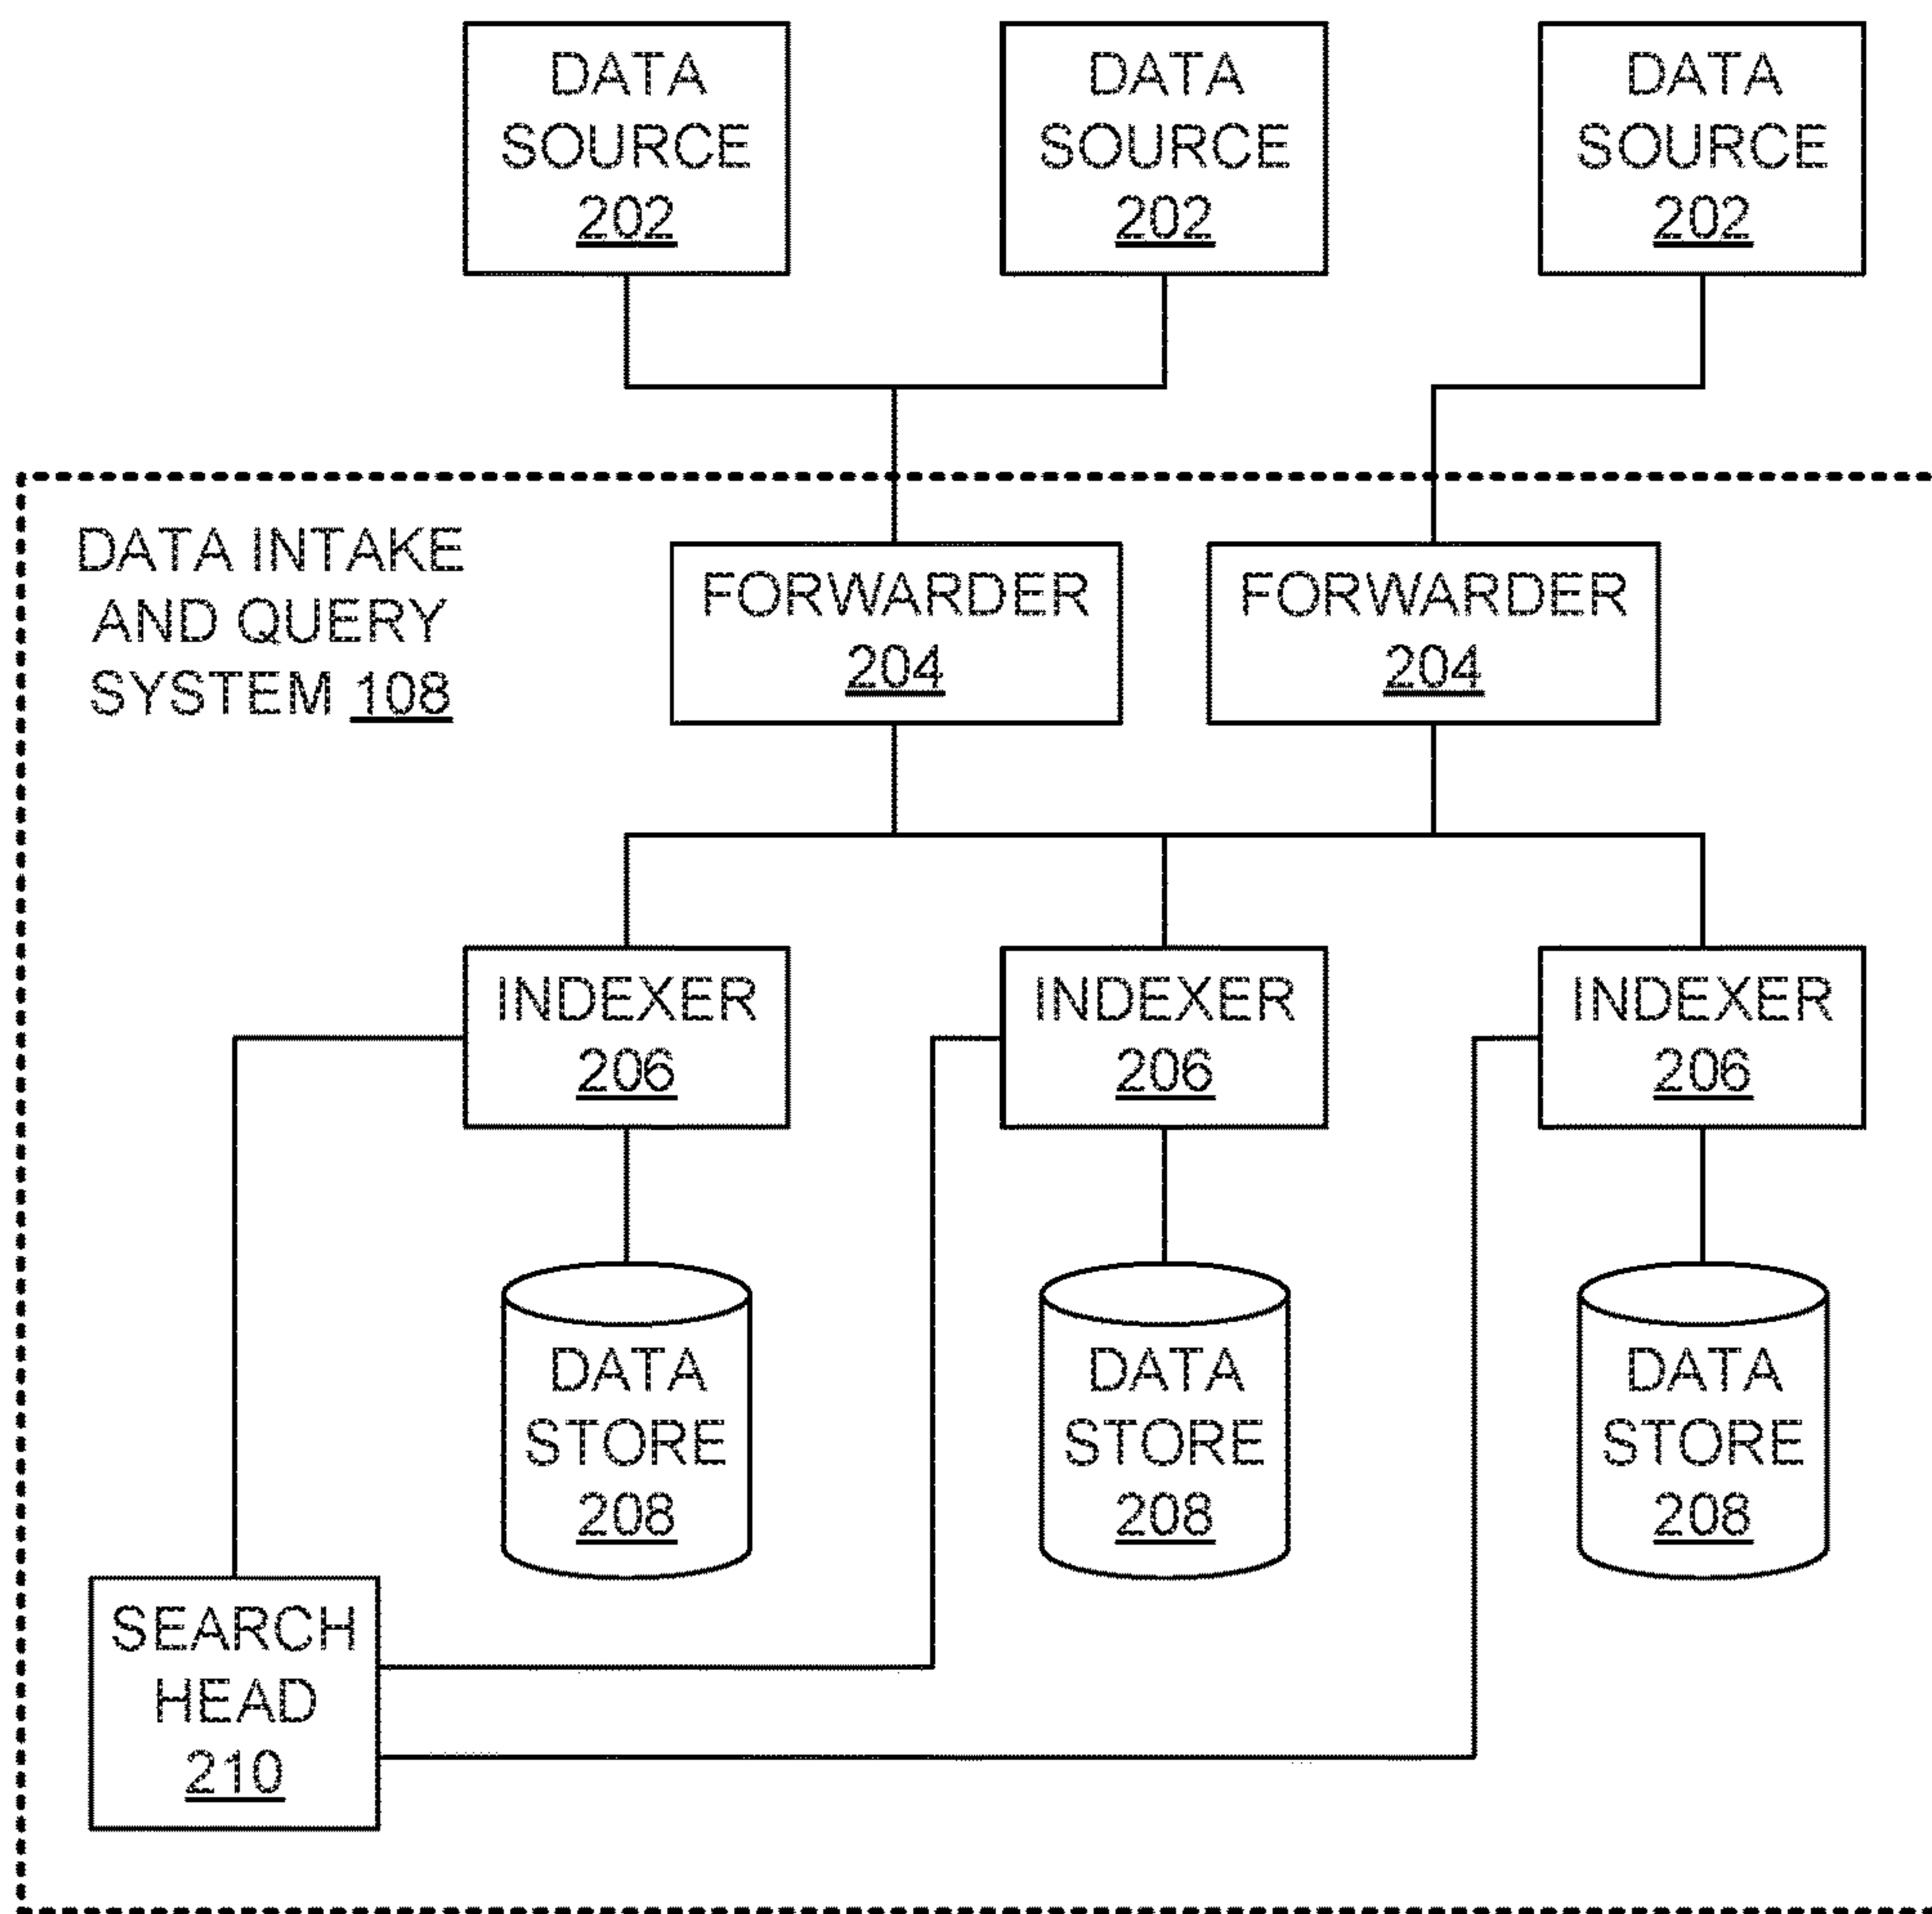 DATA
SOURCE
202
DATA
SOURCE
202
DATA
SOURCE
202
DATA INTAKE
AND QUERY
SYSTEM 108
FORWARDER
204
FORWARDER
204
INDEXER
206
INDEXER
206
INDEXER
206
DATA
STORE
208
DATA
STORE
208
DATA
STORE
208
SEARCH
HEAD
210